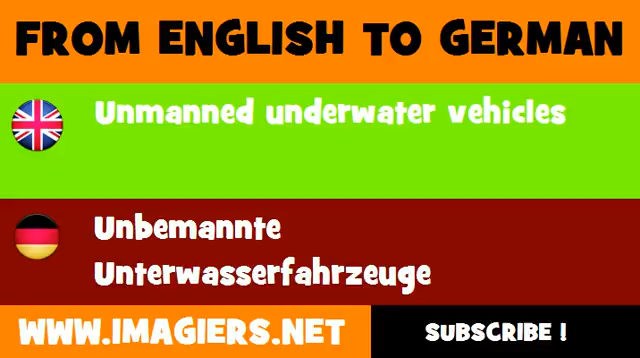 FROM ENGLISH TO GERMAN
Unmanned underwater vehicles
Unbemannte
Unterwasserfahrzeuge
WWW.IMAGIERS.NET
SUBSCRIBE !